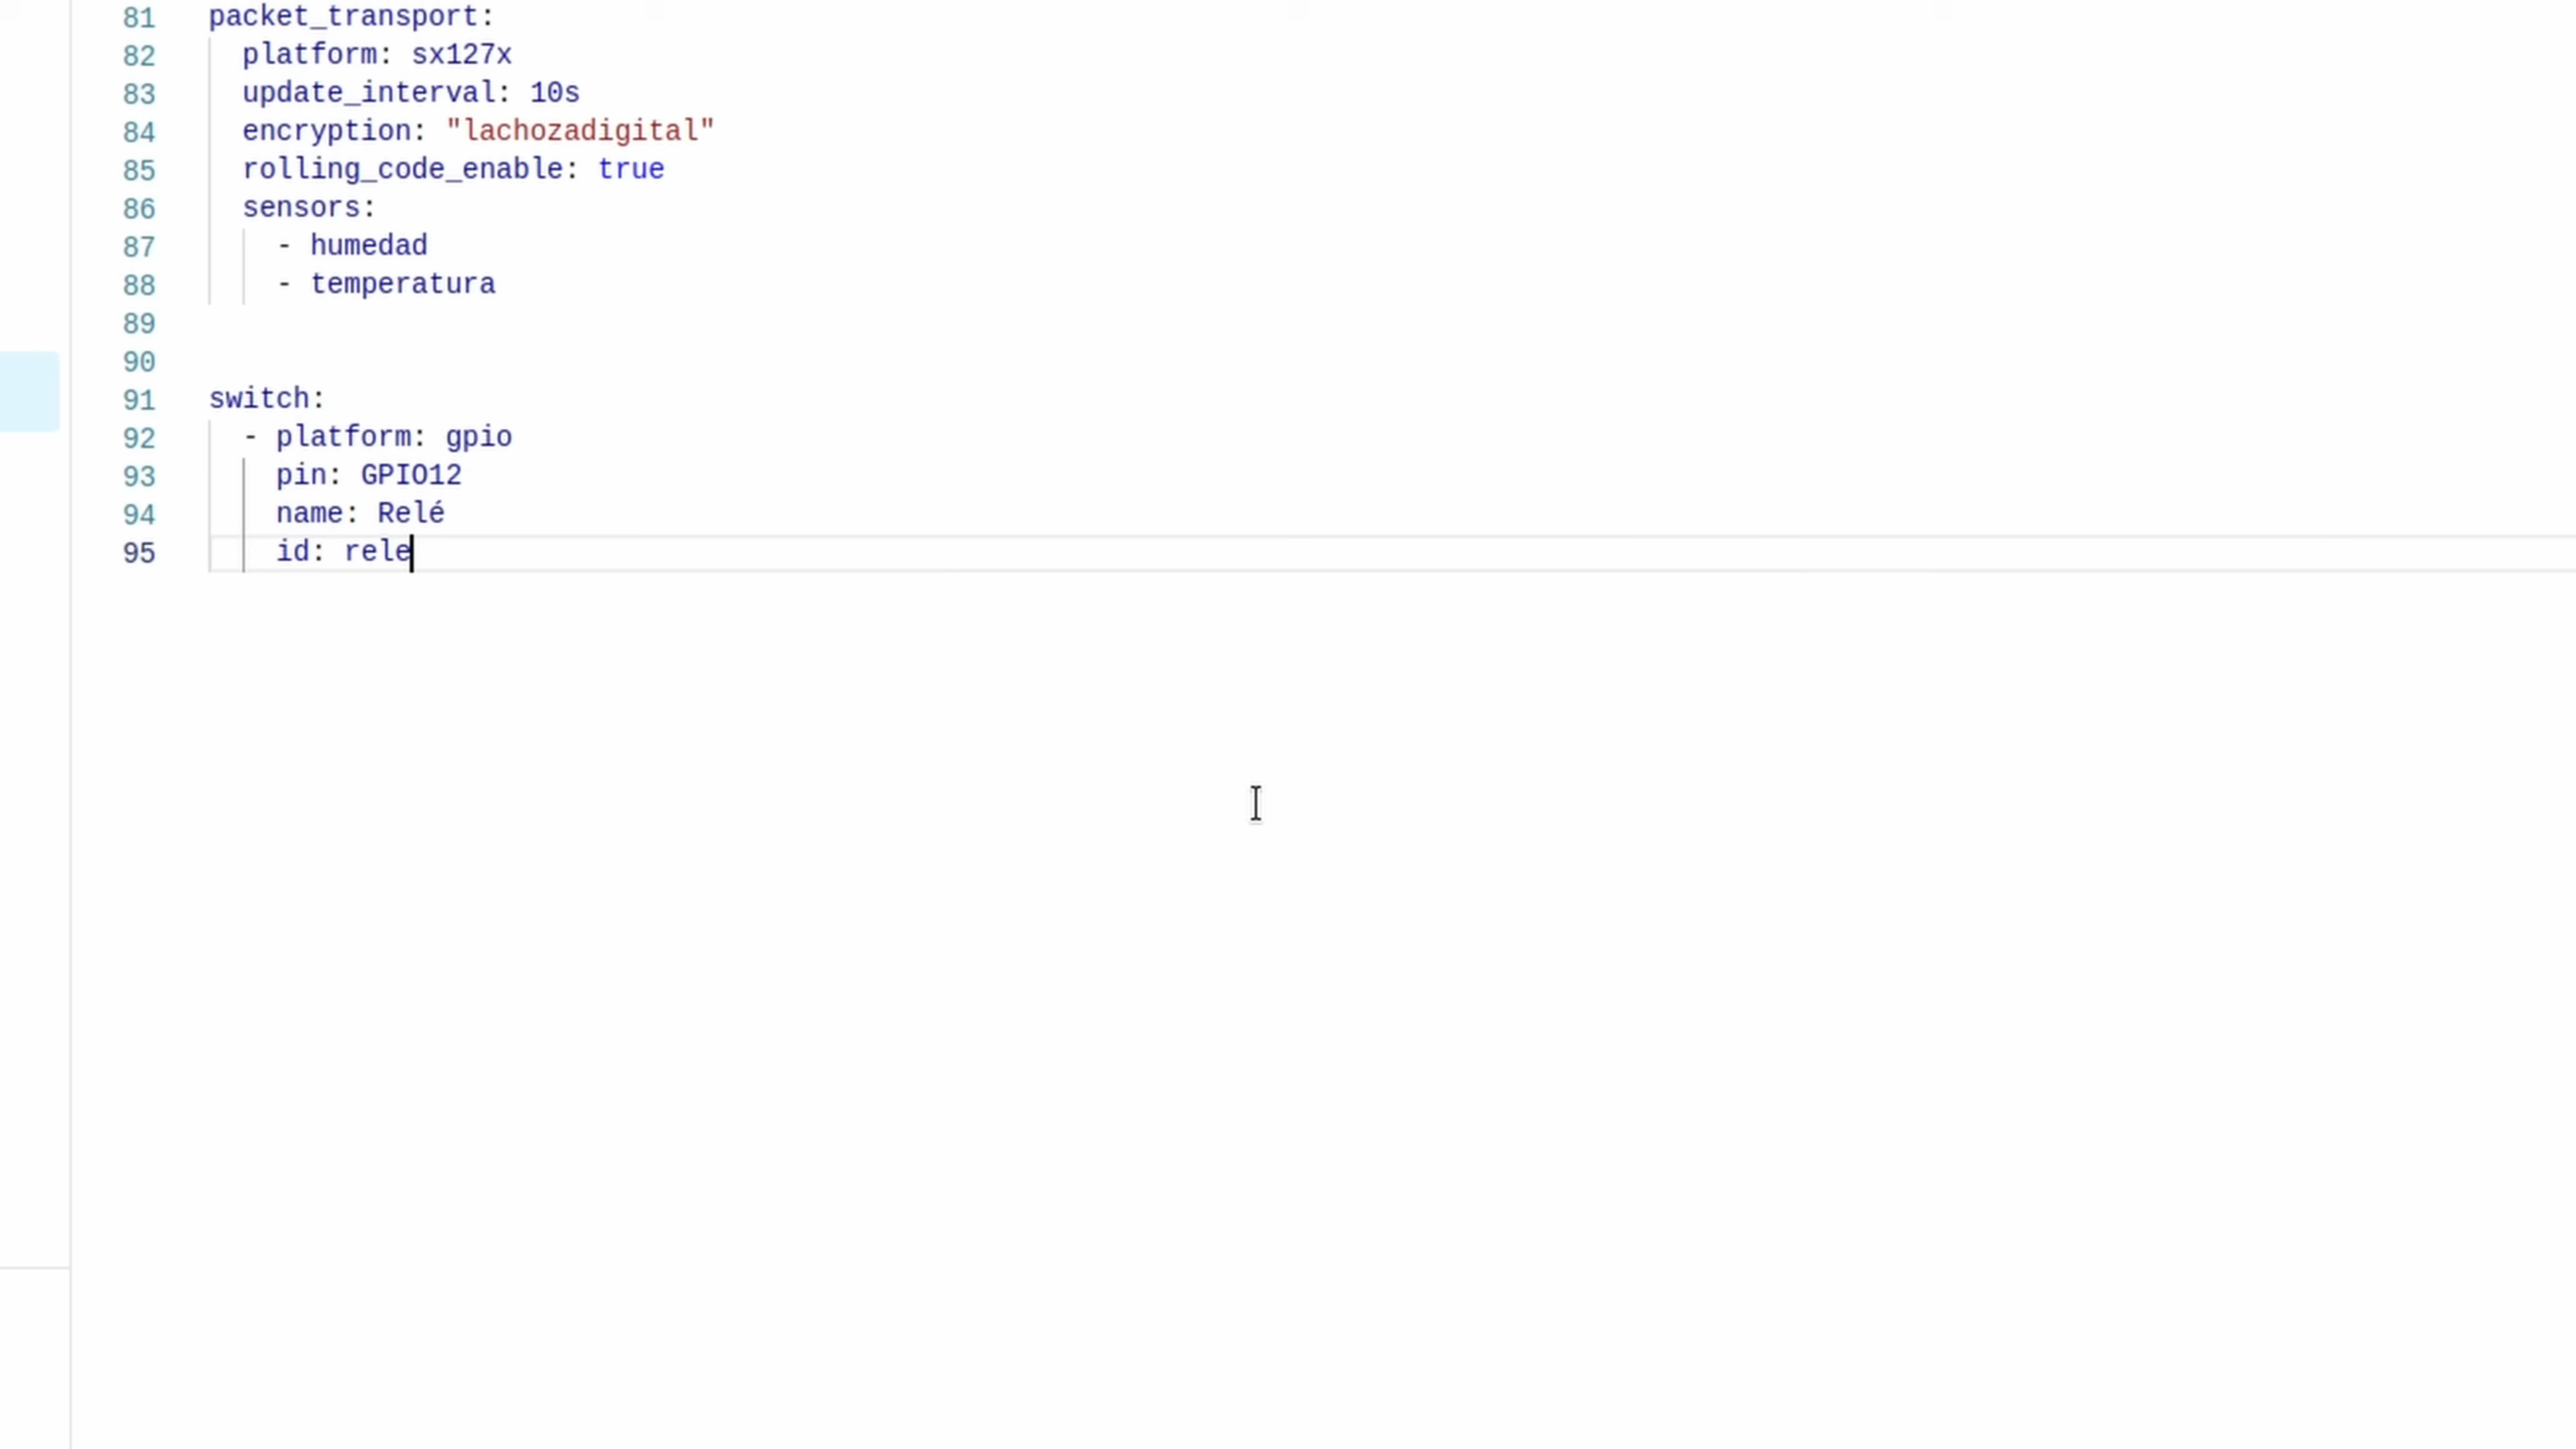 81 packet_transport:
82   platform: sx127x
83   update_interval: 10s
84   encryption: "lachozadigital"
85   rolling_code_enable: true
86   sensors:
87     - humedad
88     - temperatura
89
90
91 switch:
92   - platform: gpio
93     pin: GPIO12
94     name: Relé
95     id: rele